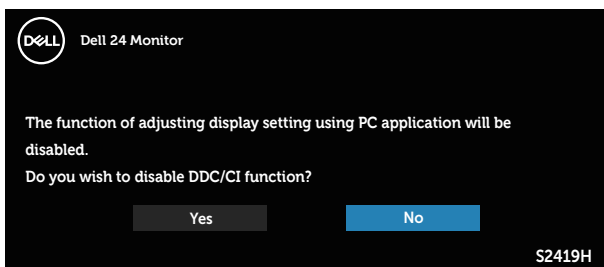 DELL
Dell 24 Monitor
The function of adjusting display setting using PC application will be
disabled.
Do you wish to disable DDC/CI function?
Yes
No
S2419H